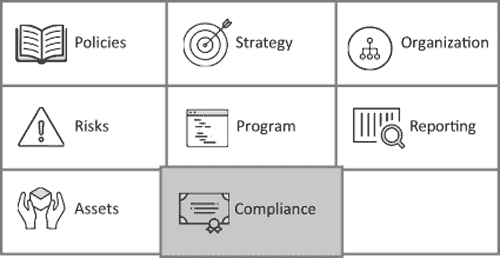 Policies
Strategy
Organization
Risks
Program
Reporting
Assets
Compliance